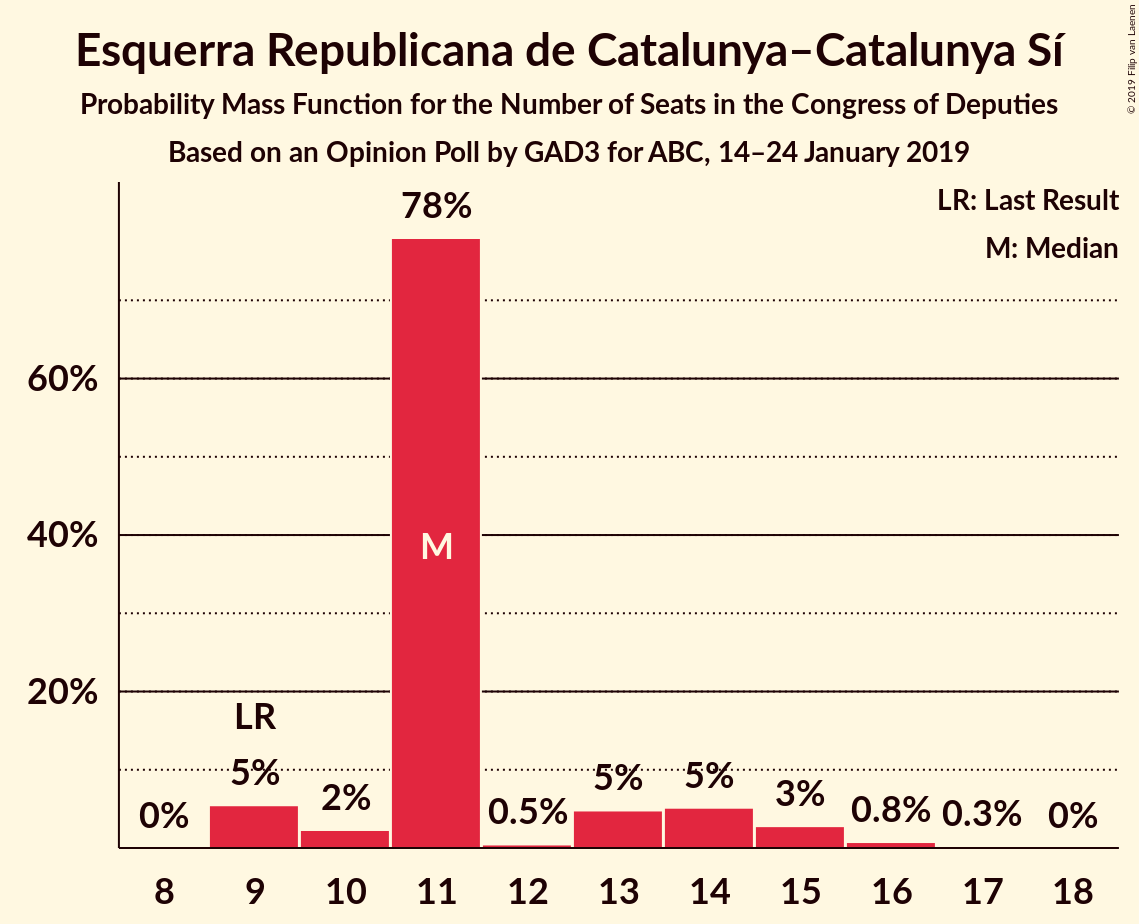 Esquerra Republicana de Catalunya–Catalunya Sí
Probability Mass Function for the Number of Seats in the Congress of Deputies
Based on an Opinion Poll by GAD3 for ABC, 14–24 January 2019
© 2019 Filip van Laenen
LR: Last Result
M: Median
78%
60%
40%
20%
M
LR
0%
5%
2%
0.5%
5%
5%
3%
0.8%
0.3%
0%
8 9 10 11 12 13 14 15 16 17 18